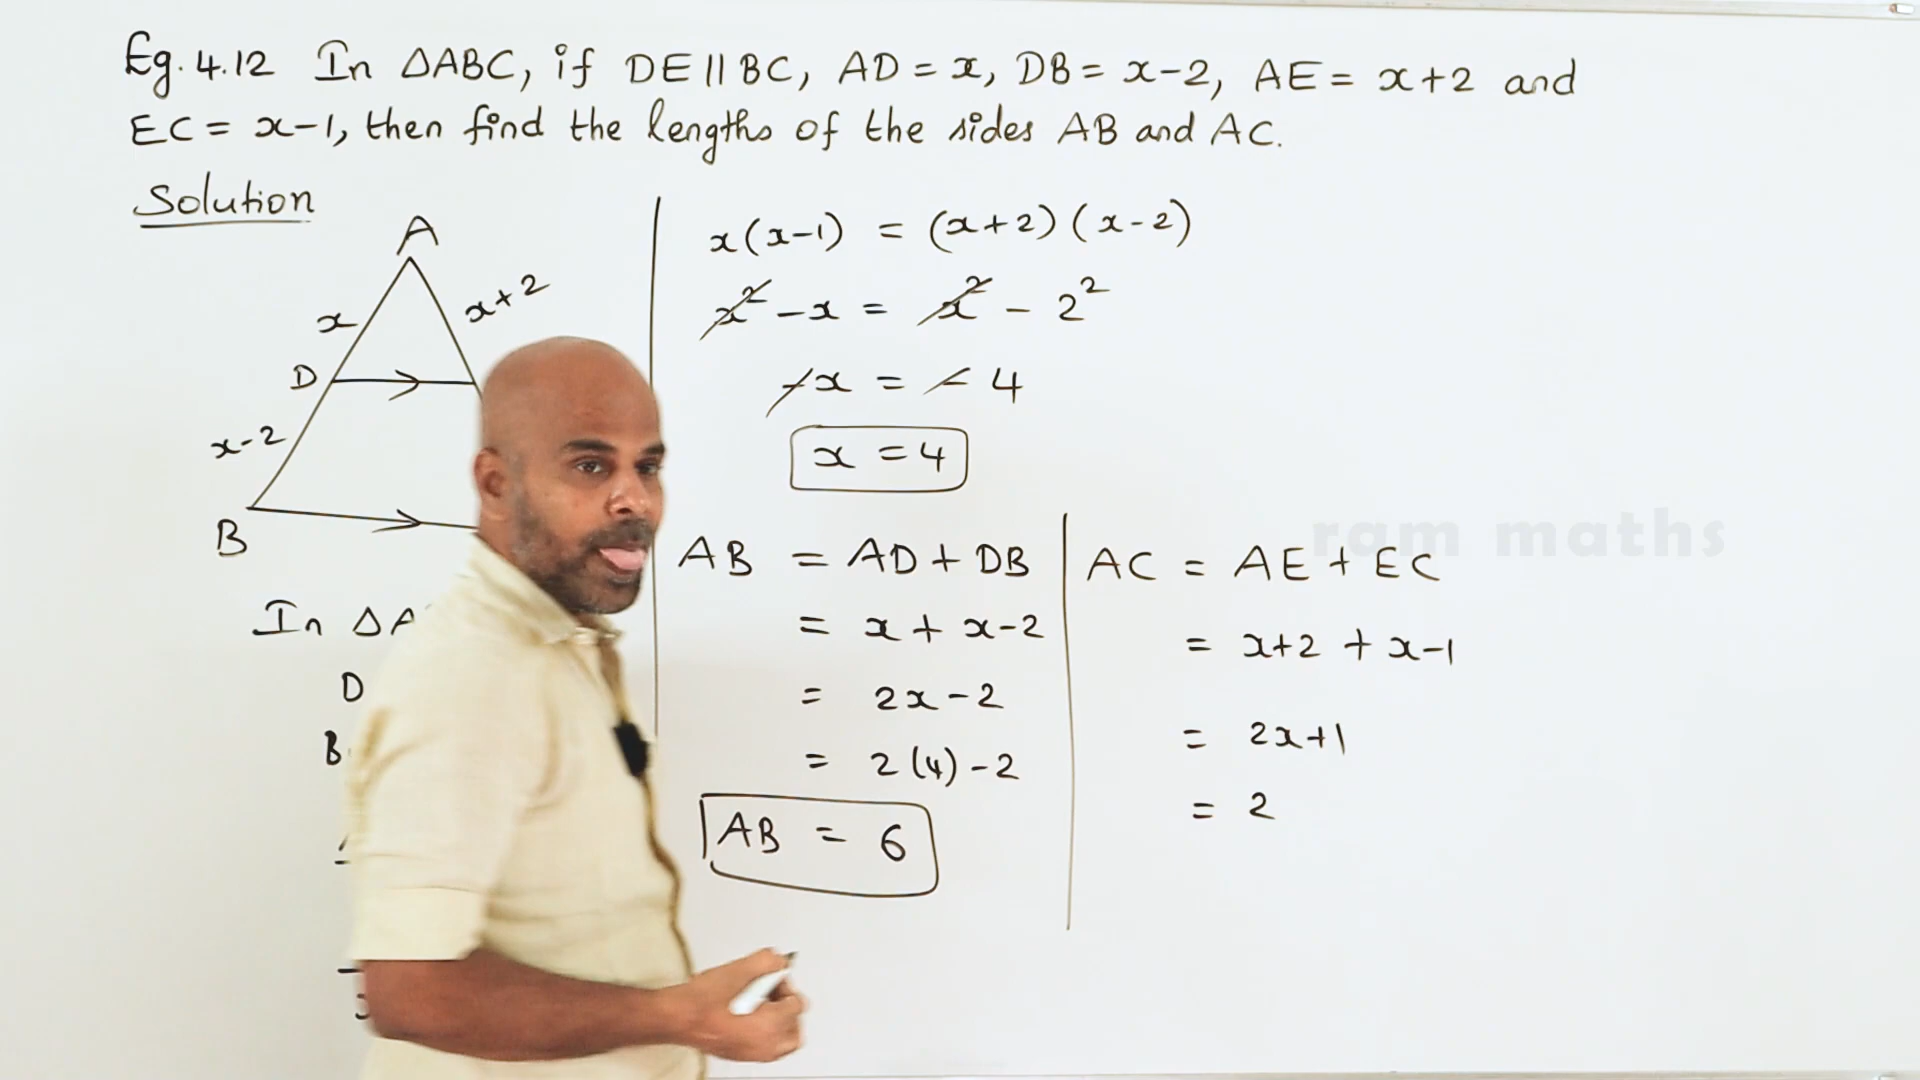 Eg. 4.12 In ΔABC, if DE || BC, AD = x, DB = x-2, AE = x+2 and
EC = x-1, then find the lengths of the sides AB and AC.
Solution
A
x
x+2
D
x-2
B
In ΔA
D
B
x(x-1) = (x+2)(x-2)
x² - x = x² - 2²
-x = -4
x = 4
AB = AD + DB
= x + x-2
= 2x-2
= 2(4)-2
AB = 6
ram maths
AC = AE + EC
= x+2 + x-1
= 2x+1
= 2